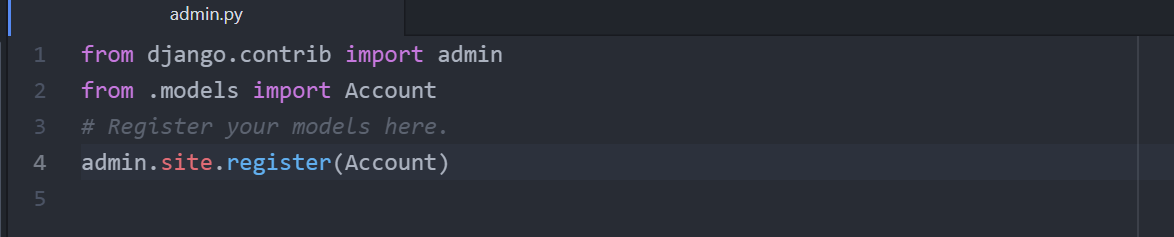 admin.py
1 from django.contrib import admin
2 from .models import Account
3 # Register your models here.
4 admin.site.register(Account)
5